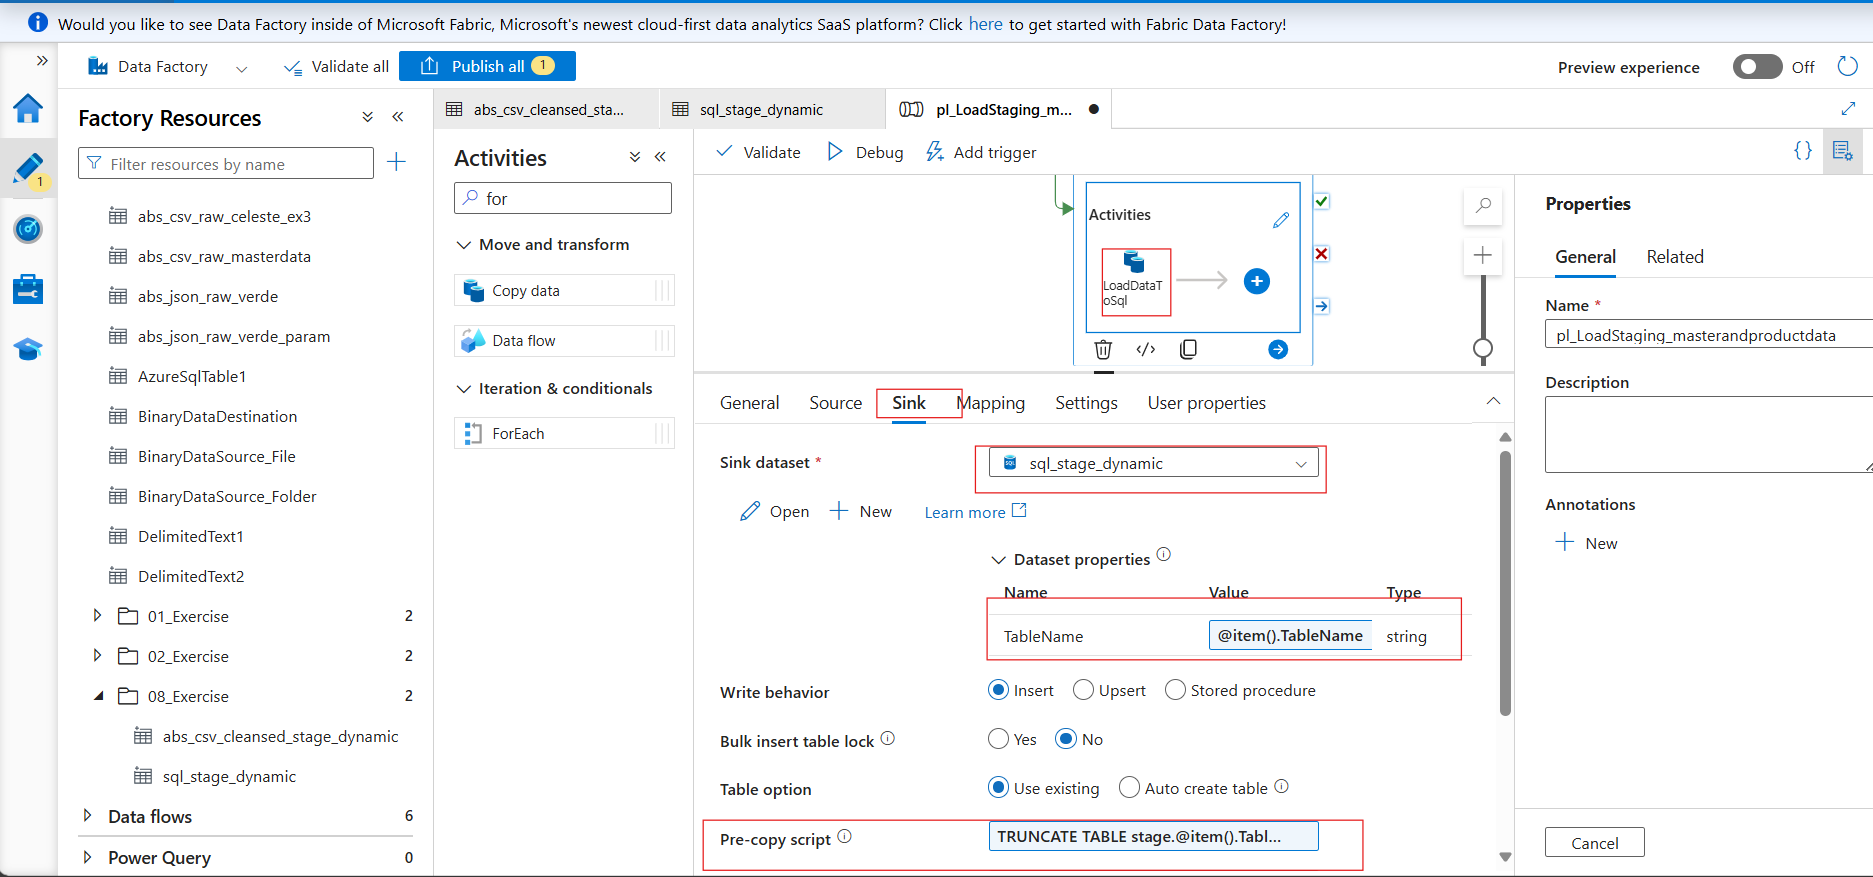 Would you like to see Data Factory inside of Microsoft Fabric, Microsoft's newest cloud-first data analytics SaaS platform? Click here to get started with Fabric Data Factory!
Data Factory
Validate all
Publish all 1
Preview experience
Off
1
Factory Resources
Filter resources by name
abs_csv_raw_celeste_ex3
abs_csv_raw_masterdata
abs_json_raw_verde
abs_json_raw_verde_param
AzureSqlTable1
BinaryDataDestination
BinaryDataSource_File
BinaryDataSource_Folder
DelimitedText1
DelimitedText2
01_Exercise 2
02_Exercise 2
08_Exercise 2
abs_csv_cleansed_stage_dynamic
sql_stage_dynamic
Data flows 6
Power Query 0
abs_csv_cleansed_sta...
sql_stage_dynamic
pl_LoadStaging_m...
Activities
for
Move and transform
Copy data
Data flow
Iteration & conditionals
ForEach
Validate
Debug
Add trigger
{}
Activities
LoadDataT
oSql
General
Source
Sink
Mapping
Settings
User properties
Sink dataset *
SQL
sql_stage_dynamic
Open
New
Learn more
Dataset properties
Name Value Type
TableName @item().TableName string
Write behavior
Insert
Upsert
Stored procedure
Bulk insert table lock
Yes
No
Table option
Use existing
Auto create table
Pre-copy script
TRUNCATE TABLE stage.@item().Tabl...
Properties
General
Related
Name *
pl_LoadStaging_masterandproductdata
Description
Annotations
New
Cancel